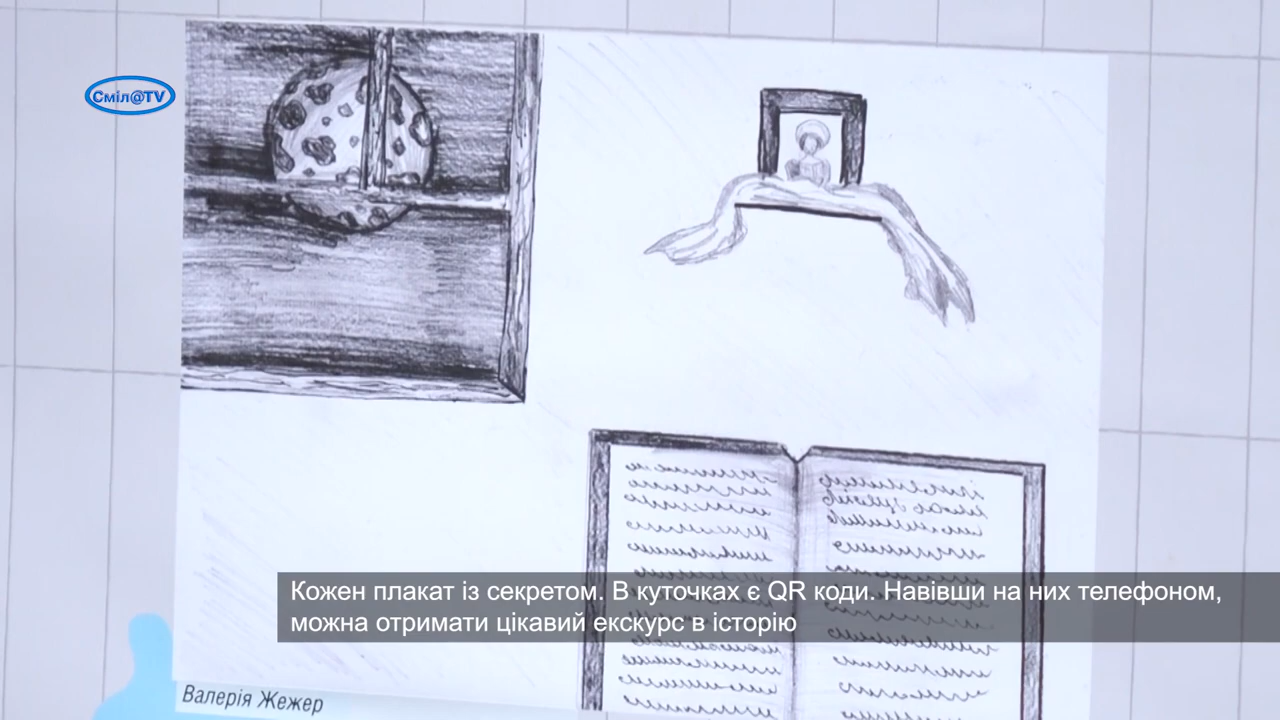 Сміл@TV
Кожен плакат із секретом. В куточках є QR коди. Навівши на них телефоном,
можна отримати цікавий екскурс в історію
Валерія Жежер